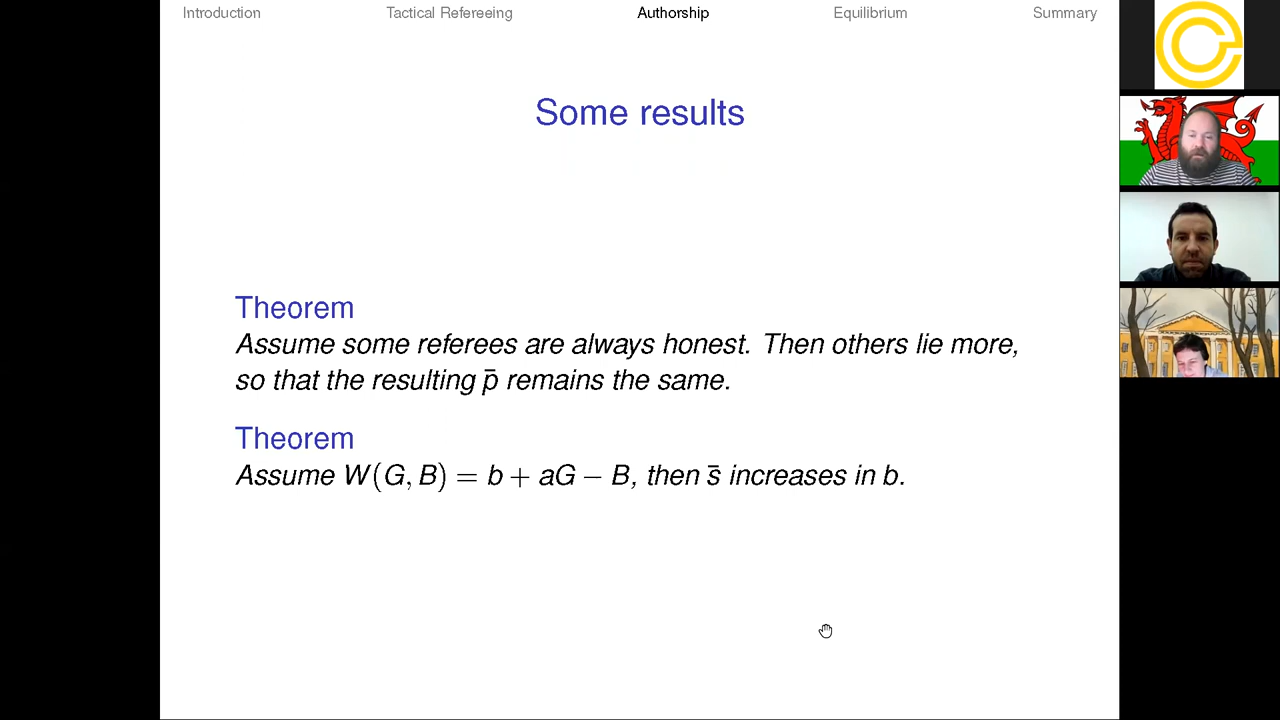 Introduction Tactical Refereeing Authorship Equilibrium Summary
Some results
Theorem
Assume some referees are always honest. Then others lie more,
so that the resulting p̄ remains the same.
Theorem
Assume W(G, B) = b + aG − B, then s̄ increases in b.